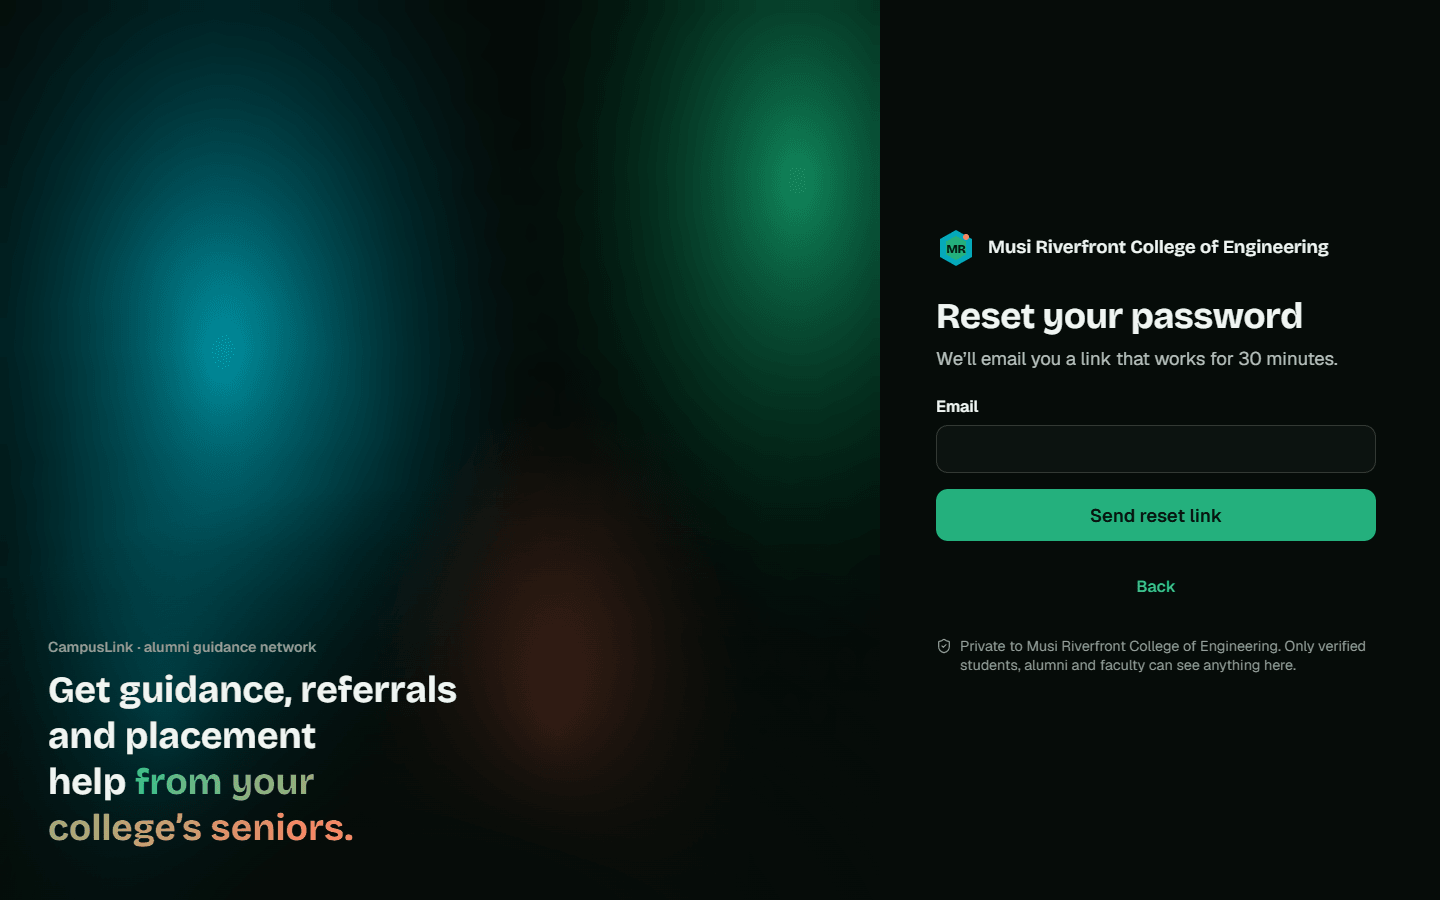 CampusLink · alumni guidance network
Get guidance, referrals
and placement
help from your
college’s seniors.
MR
Musi Riverfront College of Engineering
Reset your password
We’ll email you a link that works for 30 minutes.
Email
Send reset link
Back
Private to Musi Riverfront College of Engineering. Only verified
students, alumni and faculty can see anything here.